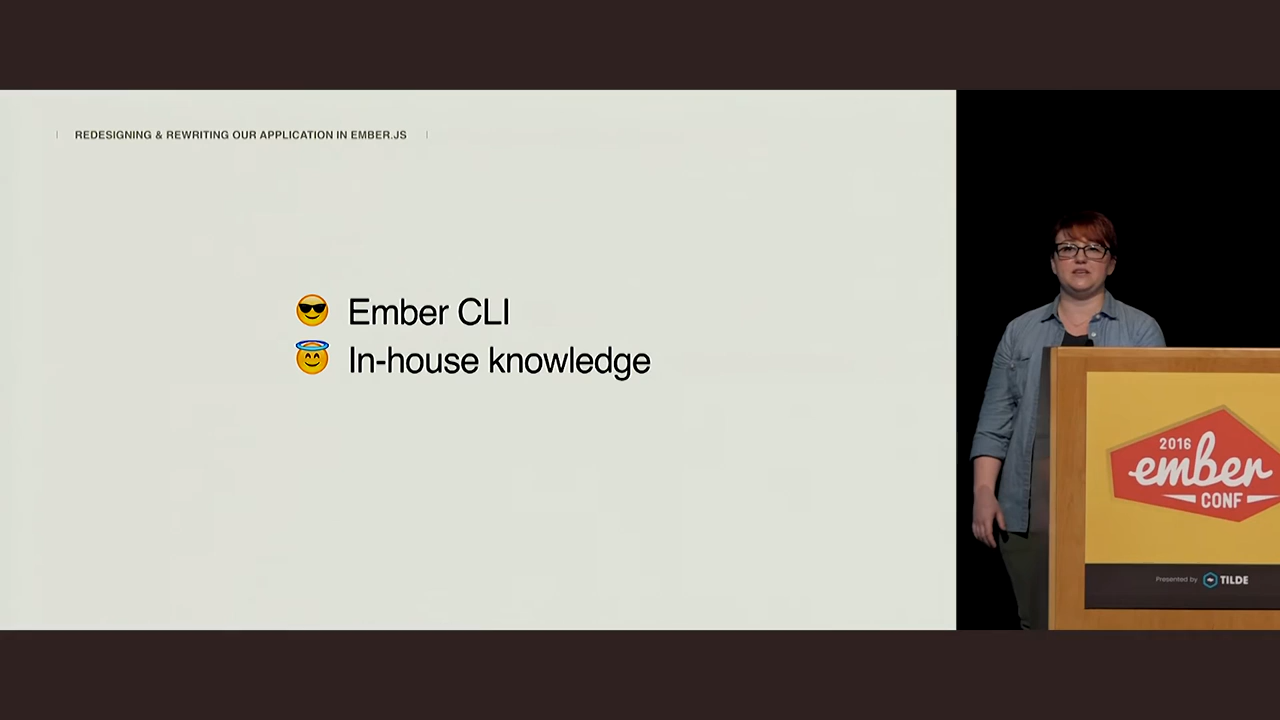 REDESIGNING & REWRITING OUR APPLICATION IN EMBER.JS
😎 Ember CLI
😇 In-house knowledge
2016
ember
CONF
Presented by TILDE